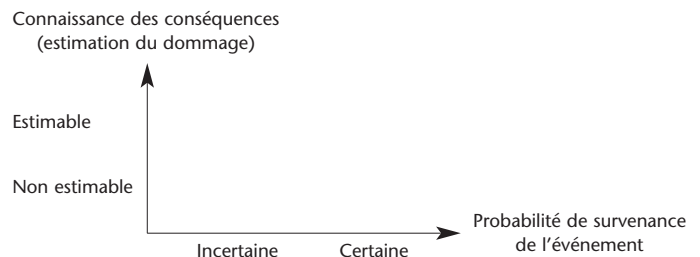 Connaissance des conséquences
(estimation du dommage)
Estimable
Non estimable
Probabilité de survenance
de l'événement
Incertaine
Certaine